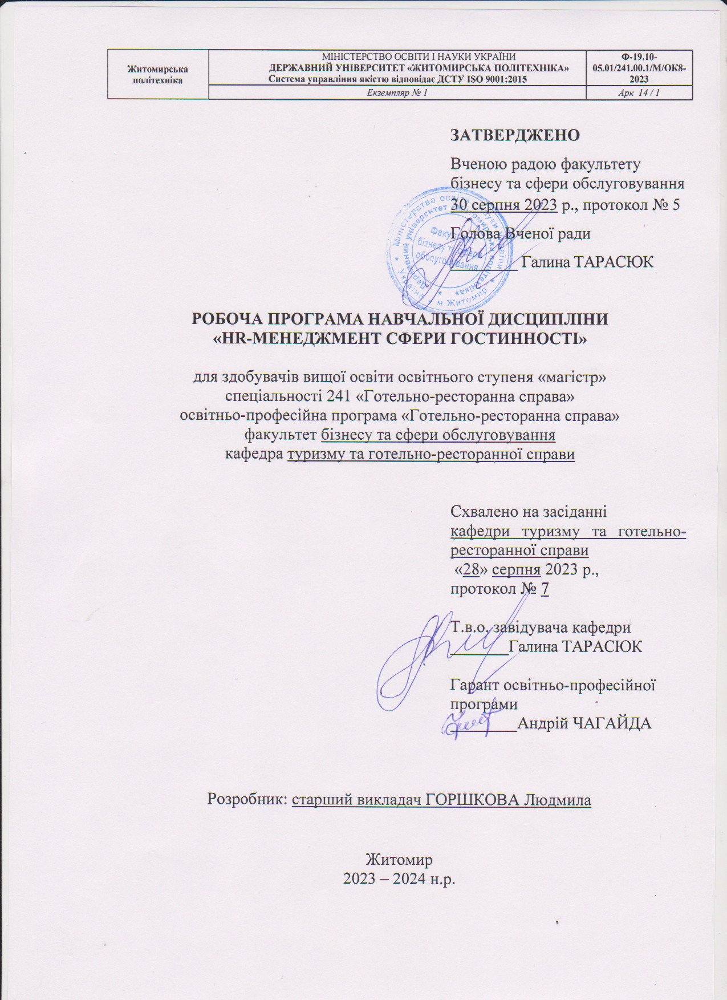 Житомирська
політехніка
МІНІСТЕРСТВО ОСВІТИ І НАУКИ УКРАЇНИ
ДЕРЖАВНИЙ УНІВЕРСИТЕТ «ЖИТОМИРСЬКА ПОЛІТЕХНІКА»
Система управління якістю відповідає ДСТУ ISO 9001:2015
Екземпляр № 1
Ф-19.10-
05.01/241.00.1/М/ОК8-
2023
Арк 14 / 1
ЗАТВЕРДЖЕНО
Вченою радою факультету
бізнесу та сфери обслуговування
30 серпня 2023 р., протокол № 5
Голова Вченої ради
________ Галина ТАРАСЮК
Міністерство освіти і науки України
Державний університет «Житомирська політехніка»
Україна * м.Житомир *
Факультет
бізнесу та сфери
обслуговування
РОБОЧА ПРОГРАМА НАВЧАЛЬНОЇ ДИСЦИПЛІНИ
«HR-МЕНЕДЖМЕНТ СФЕРИ ГОСТИННОСТІ»
для здобувачів вищої освіти освітнього ступеня «магістр»
спеціальності 241 «Готельно-ресторанна справа»
освітньо-професійна програма «Готельно-ресторанна справа»
факультет бізнесу та сфери обслуговування
кафедра туризму та готельно-ресторанної справи
Схвалено на засіданні
кафедри туризму та готельно-
ресторанної справи
«28» серпня 2023 р.,
протокол № 7
Т.в.о. завідувача кафедри
_______Галина ТАРАСЮК
Гарант освітньо-професійної
програми
________Андрій ЧАГАЙДА
Розробник: старший викладач ГОРШКОВА Людмила
Житомир
2023 – 2024 н.р.